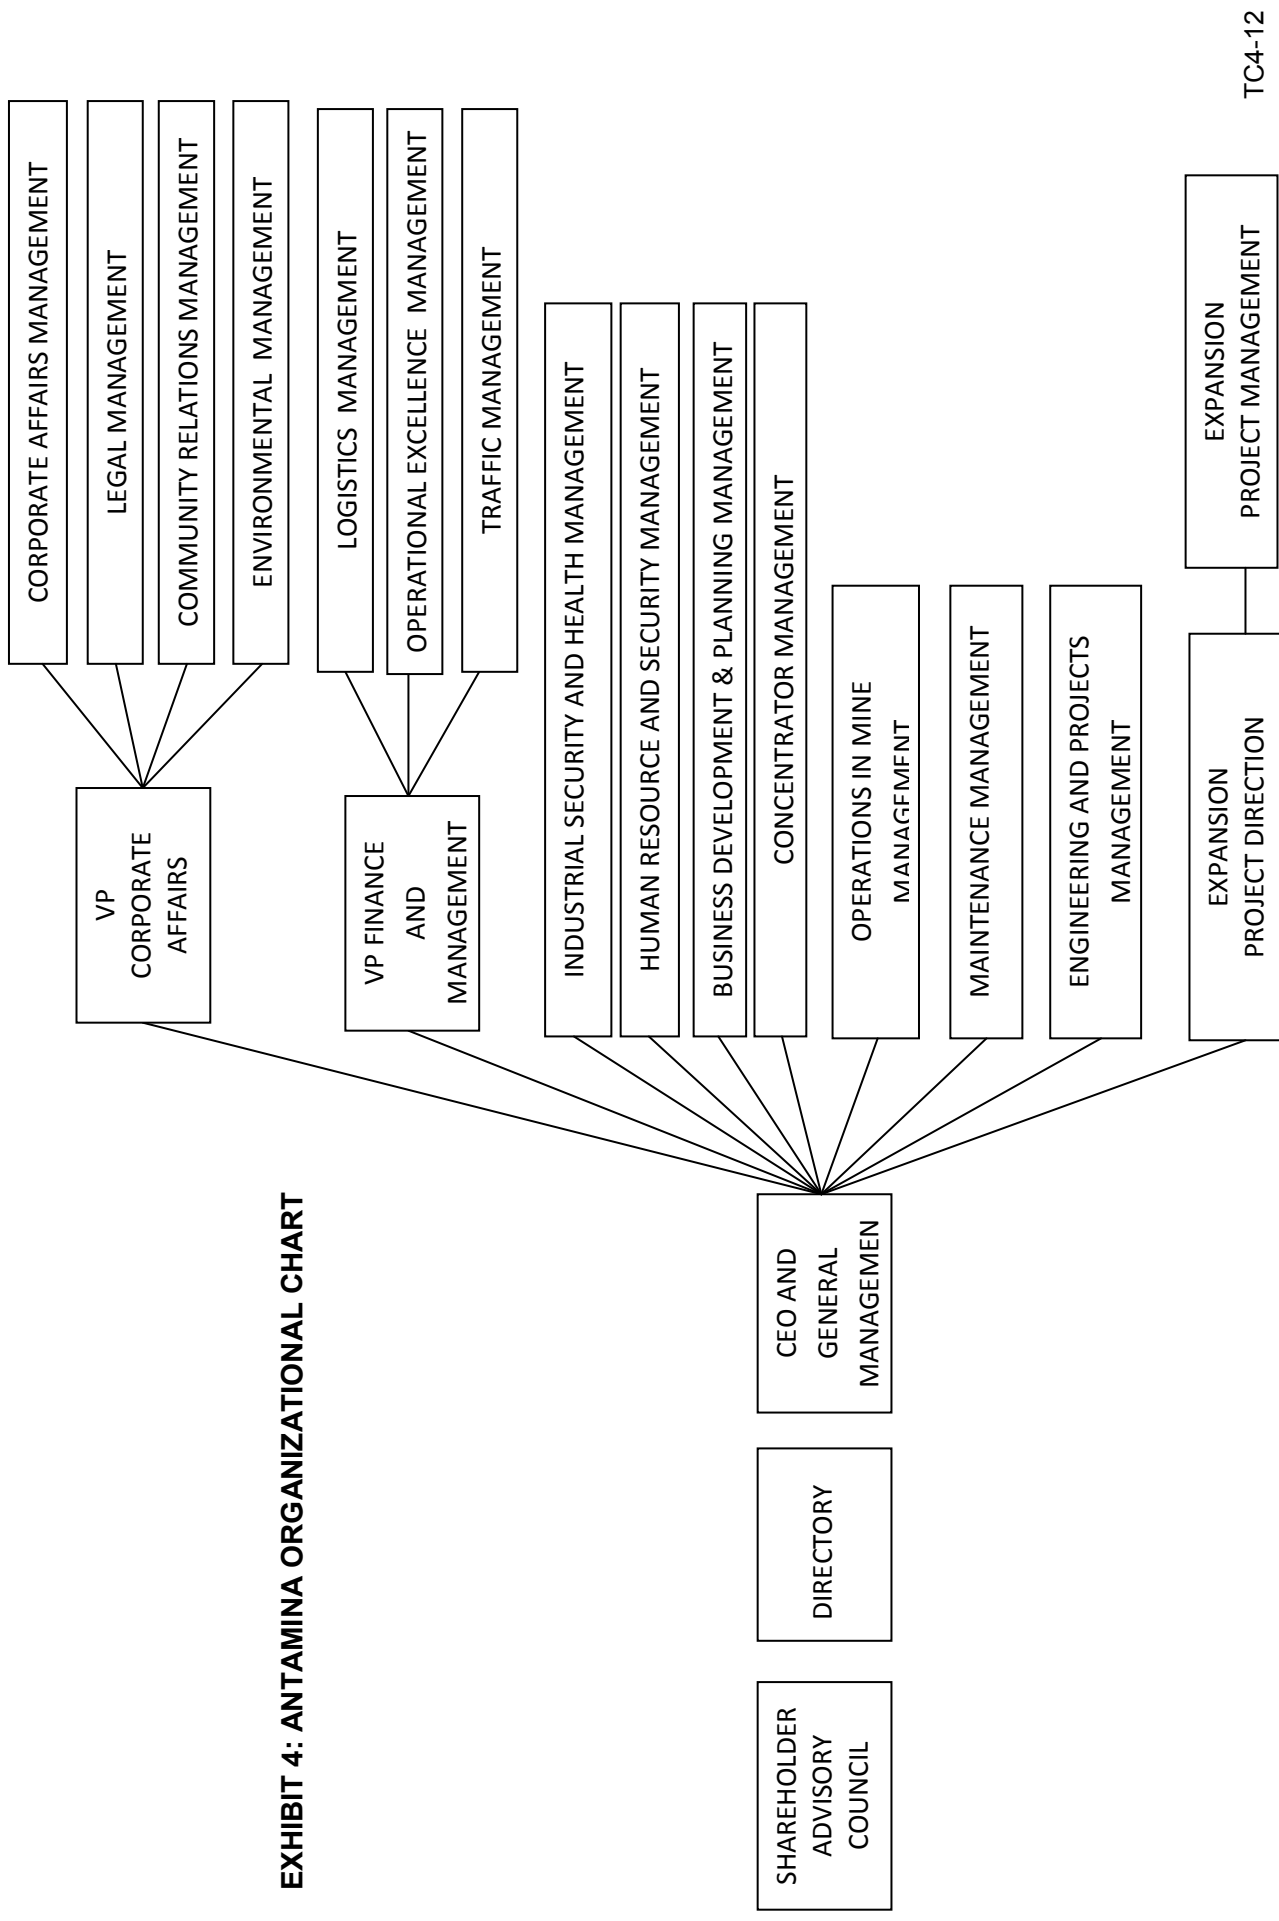 EXHIBIT 4: ANTAMINA ORGANIZATIONAL CHART
SHAREHOLDER
ADVISORY
COUNCIL
DIRECTORY
CEO AND
GENERAL
MANAGEMEN
VP
CORPORATE
AFFAIRS
CORPORATE AFFAIRS MANAGEMENT
LEGAL MANAGEMENT
COMMUNITY RELATIONS MANAGEMENT
ENVIRONMENTAL MANAGEMENT
VP FINANCE
AND
MANAGEMENT
LOGISTICS MANAGEMENT
OPERATIONAL EXCELLENCE MANAGEMENT
TRAFFIC MANAGEMENT
INDUSTRIAL SECURITY AND HEALTH MANAGEMENT
HUMAN RESOURCE AND SECURITY MANAGEMENT
BUSINESS DEVELOPMENT & PLANNING MANAGEMENT
CONCENTRATOR MANAGEMENT
OPERATIONS IN MINE
MANAGEMENT
MAINTENANCE MANAGEMENT
ENGINEERING AND PROJECTS
MANAGEMENT
EXPANSION
PROJECT DIRECTION
EXPANSION
PROJECT MANAGEMENT
TC4-12